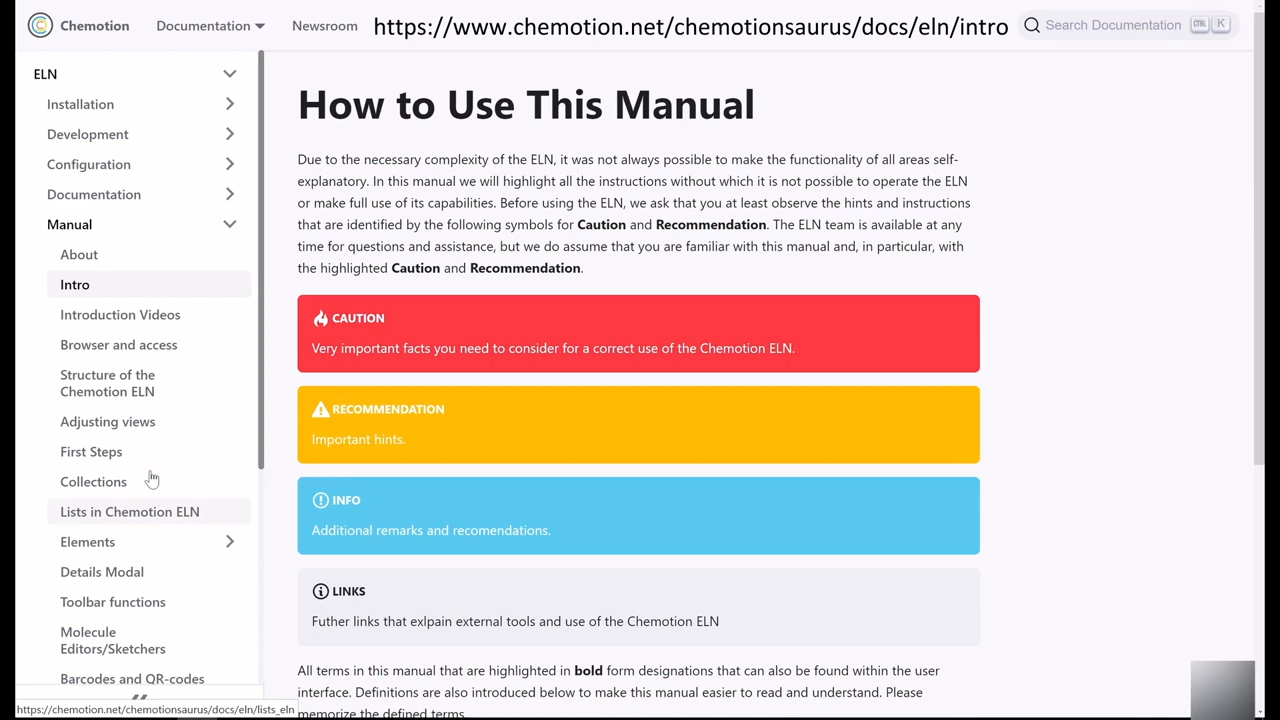 Chemotion
Documentation
Newsroom
https://www.chemotion.net/chemotionsaurus/docs/eln/intro
Search Documentation
CTRL K
ELN
Installation
Development
Configuration
Documentation
Manual
About
Intro
Introduction Videos
Browser and access
Structure of the
Chemotion ELN
Adjusting views
First Steps
Collections
Lists in Chemotion ELN
Elements
Details Modal
Toolbar functions
Molecule
Editors/Sketchers
Barcodes and QR-codes
https://chemotion.net/chemotionsaurus/docs/eln/lists_eln
How to Use This Manual
Due to the necessary complexity of the ELN, it was not always possible to make the functionality of all areas self-
explanatory. In this manual we will highlight all the instructions without which it is not possible to operate the ELN
or make full use of its capabilities. Before using the ELN, we ask that you at least observe the hints and instructions
that are identified by the following symbols for Caution and Recommendation. The ELN team is available at any
time for questions and assistance, but we do assume that you are familiar with this manual and, in particular, with
the highlighted Caution and Recommendation.
CAUTION
Very important facts you need to consider for a correct use of the Chemotion ELN.
RECOMMENDATION
Important hints.
INFO
Additional remarks and recomendations.
LINKS
Futher links that exlpain external tools and use of the Chemotion ELN
All terms in this manual that are highlighted in bold form designations that can also be found within the user
interface. Definitions are also introduced below to make this manual easier to read and understand. Please
memorize the defined terms.